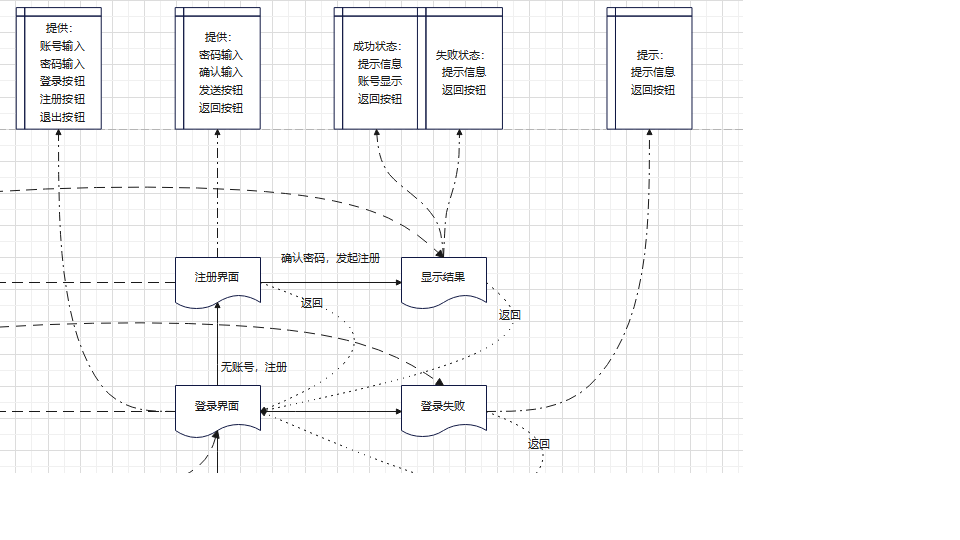 提供：
账号输入
密码输入
登录按钮
注册按钮
退出按钮
提供：
密码输入
确认输入
发送按钮
返回按钮
成功状态：
提示信息
账号显示
返回按钮
失败状态：
提示信息
返回按钮
提示：
提示信息
返回按钮
注册界面
确认密码，发起注册
显示结果
返回
返回
无账号，注册
登录界面
登录失败
返回